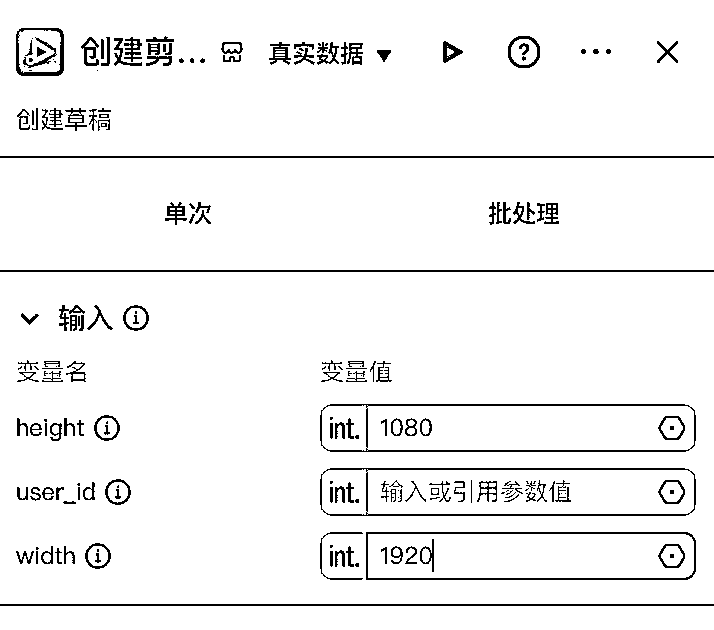 创建剪... 真实数据
创建草稿
单次 批处理
输入
变量名 变量值
height int. 1080
user_id int. 输入或引用参数值
width int. 1920